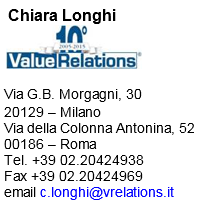 Chiara Longhi
10°
2005-2015
ValueRelations®
Via G.B. Morgagni, 30
20129 – Milano
Via della Colonna Antonina, 52
00186 – Roma
Tel. +39 02.20424938
Fax +39 02.20424969
email c.longhi@vrelations.it